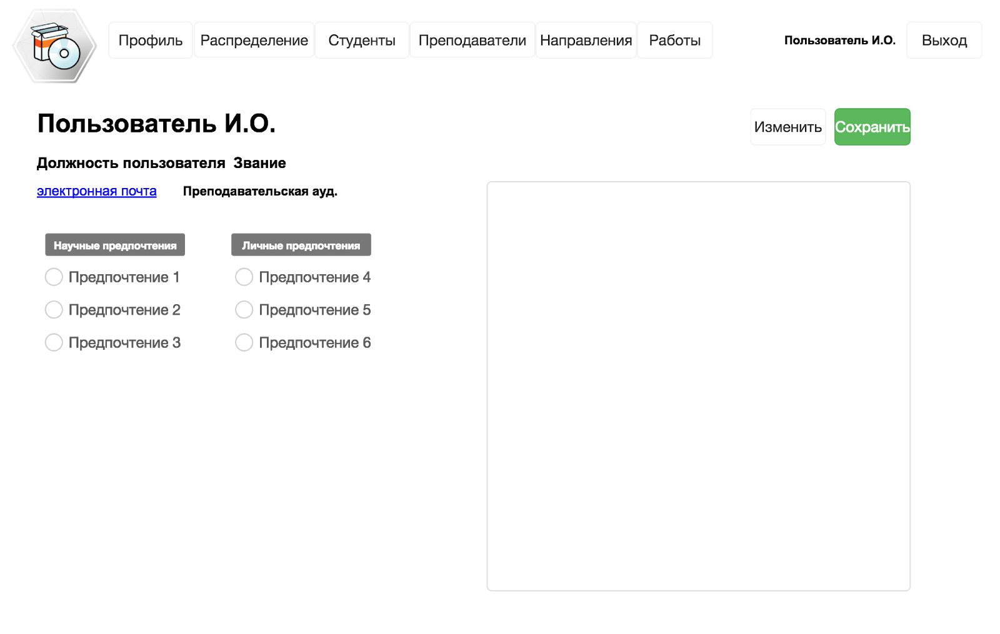 Профиль Распределение Студенты Преподаватели Направления Работы Пользователь И.О. Выход
Пользователь И.О.
Изменить Сохранить
Должность пользователя Звание
электронная почта Преподавательская ауд.
Научные предпочтения Личные предпочтения
Предпочтение 1 Предпочтение 4
Предпочтение 2 Предпочтение 5
Предпочтение 3 Предпочтение 6